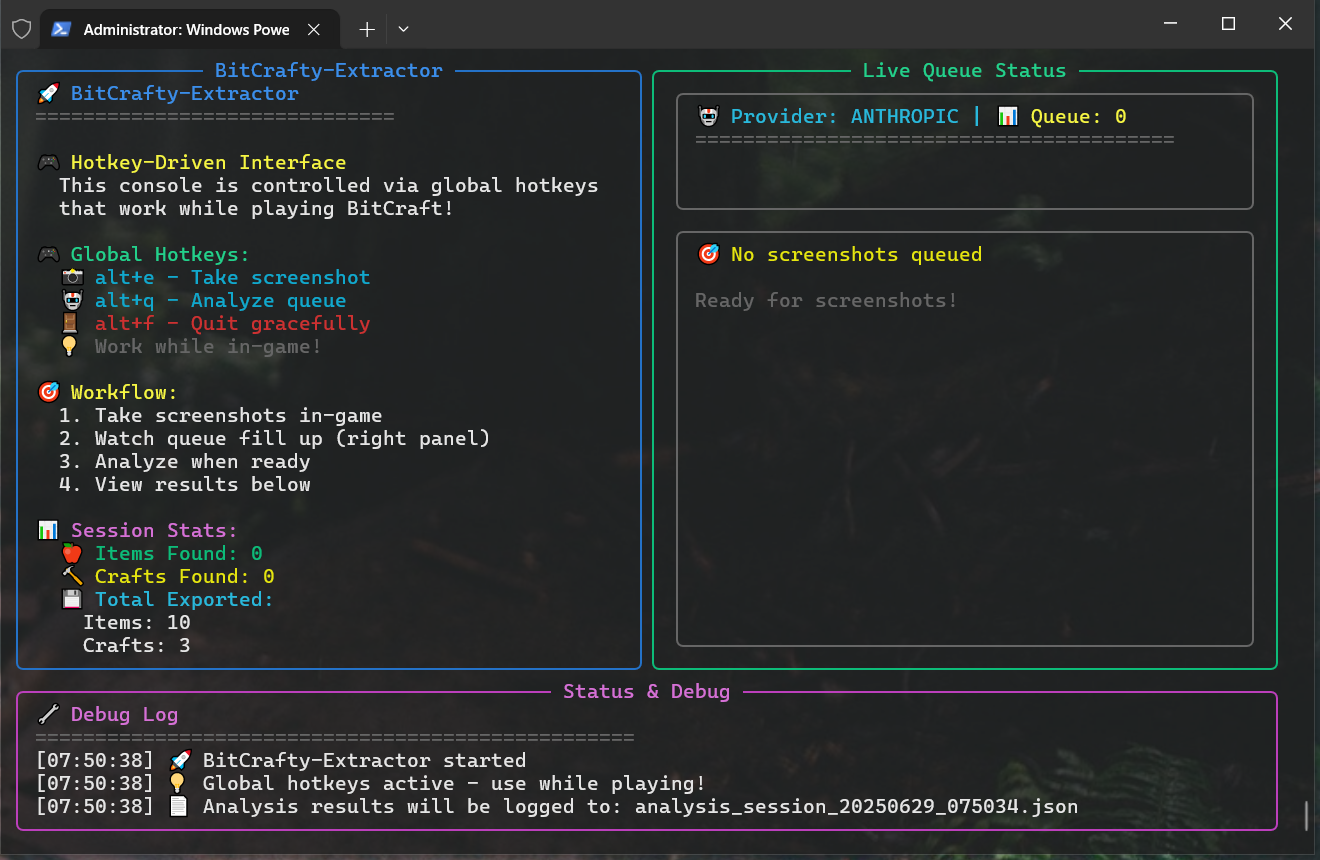 Administrator: Windows Powe
BitCrafty-Extractor
🚀 BitCrafty-Extractor
==============================
🎮 Hotkey-Driven Interface
This console is controlled via global hotkeys
that work while playing BitCraft!
🎮 Global Hotkeys:
📷 alt+e - Take screenshot
🤖 alt+q - Analyze queue
🚪 alt+f - Quit gracefully
💡 Work while in-game!
🎯 Workflow:
1. Take screenshots in-game
2. Watch queue fill up (right panel)
3. Analyze when ready
4. View results below
📊 Session Stats:
🍎 Items Found: 0
🔨 Crafts Found: 0
💾 Total Exported:
Items: 10
Crafts: 3
Live Queue Status
🤖 Provider: ANTHROPIC | 📊 Queue: 0
========================================
🎯 No screenshots queued
Ready for screenshots!
Status & Debug
🔧 Debug Log
==================================================
[07:50:38] 🚀 BitCrafty-Extractor started
[07:50:38] 💡 Global hotkeys active - use while playing!
[07:50:38] 📄 Analysis results will be logged to: analysis_session_20250629_075034.json